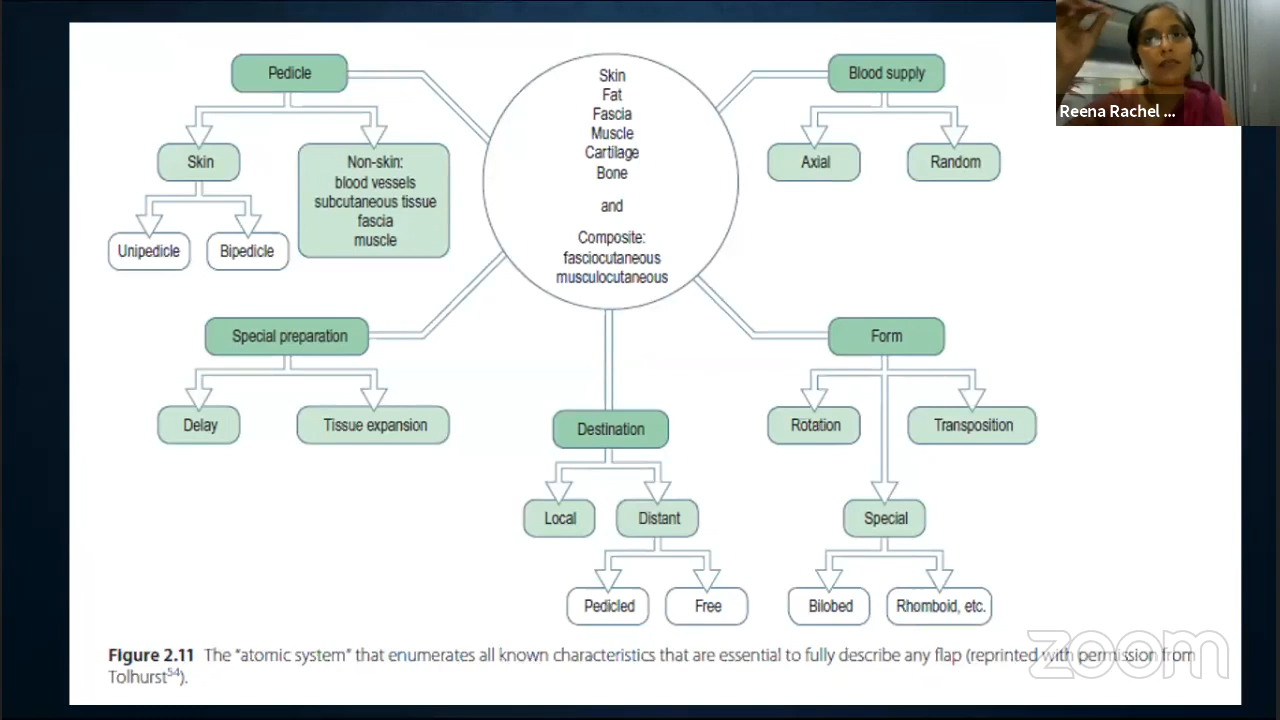 Pedicle
Skin
Non-skin:
blood vessels
subcutaneous tissue
fascia
muscle
Unipedicle
Bipedicle
Skin
Fat
Fascia
Muscle
Cartilage
Bone
and
Composite:
fasciocutaneous
musculocutaneous
Blood supply
Axial
Random
Reena Rachel ...
Special preparation
Delay
Tissue expansion
Destination
Local
Distant
Pedicled
Free
Form
Rotation
Transposition
Special
Bilobed
Rhomboid, etc.
Figure 2.11 The "atomic system" that enumerates all known characteristics that are essential to fully describe any flap (reprinted with permission from
Tolhurst54).
zoom